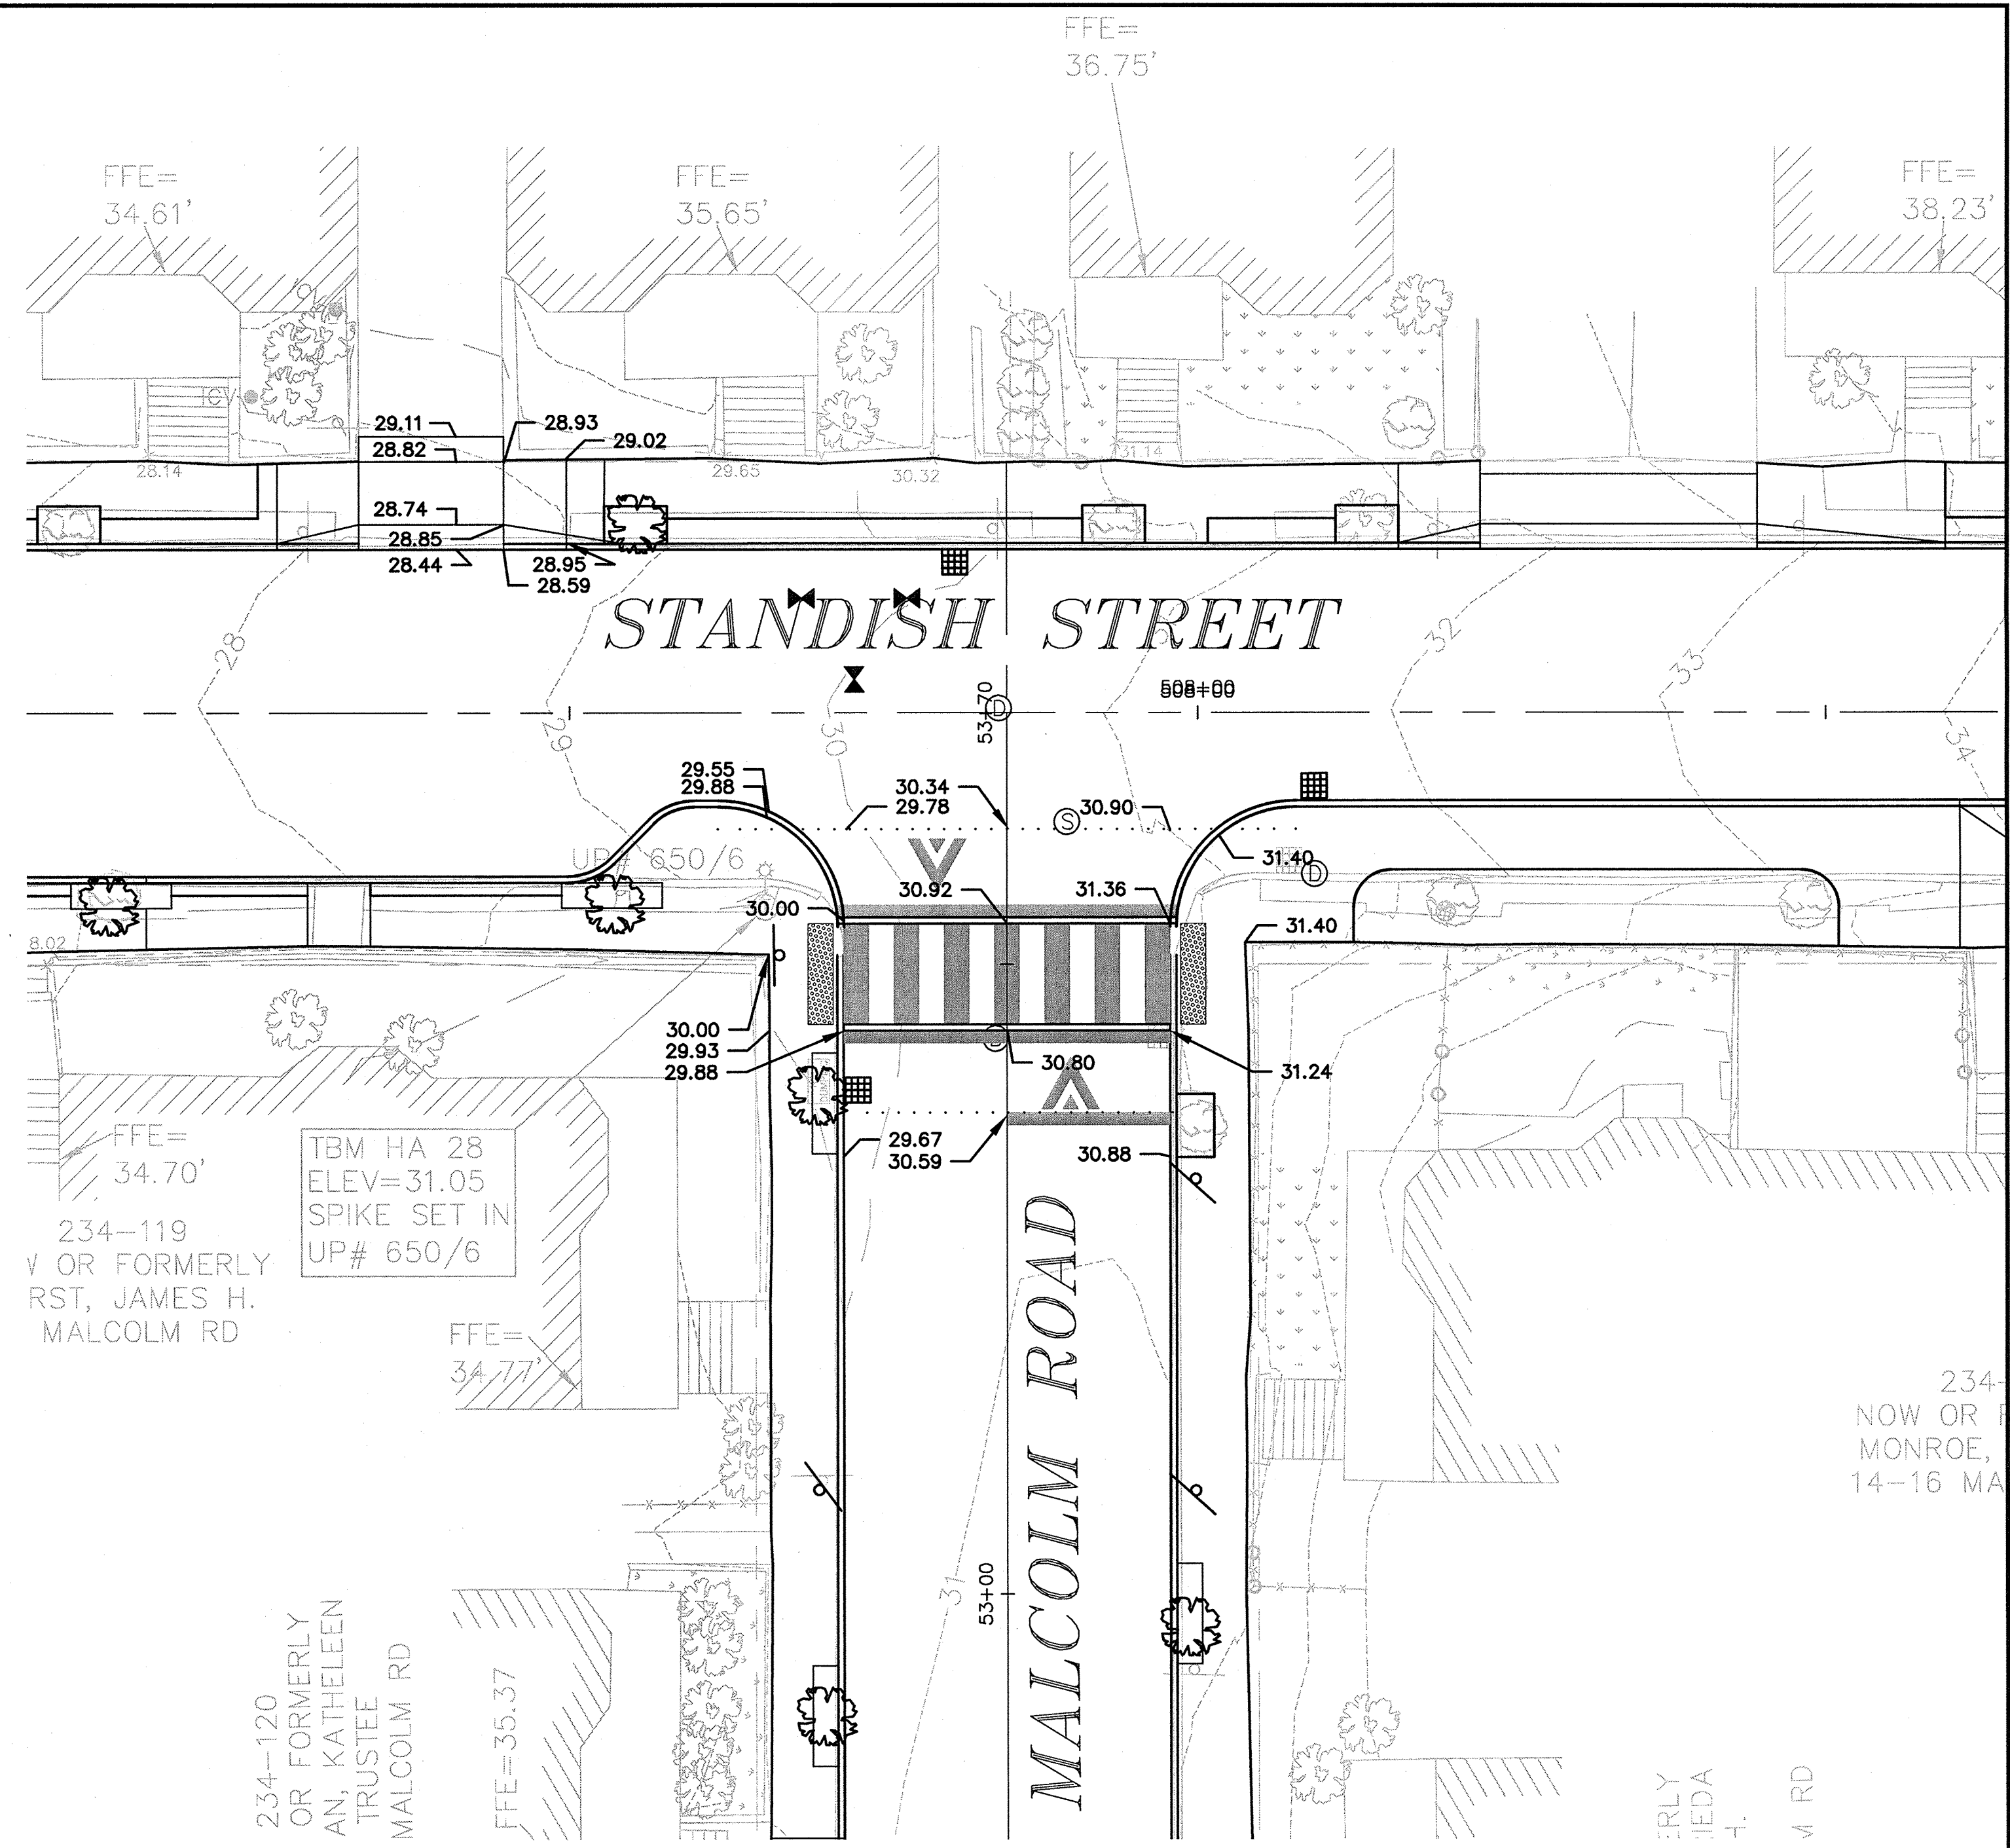 FFE=
36.75'
FFE=
34.61'
FFE=
35.65'
FFE=
38.23'
29.11
28.82
28.93
29.02
28.14
29.65
30.32
31.14
28.74
28.85
28.44
28.95
28.59
STANDISH STREET
28
29
30
32
33
34
53+70
D
508+00
29.55
29.88
30.34
29.78
S
30.90
31.40
D
UP# 650/6
30.92
31.36
30.00
31.40
8.02
30.00
29.93
29.88
30.80
31.24
29.67
30.59
30.88
FFE=
34.70'
TBM HA 28
ELEV=31.05
SPIKE SET IN
UP# 650/6
234-119
OR FORMERLY
RST, JAMES H.
MALCOLM RD
FFE=
34.77'
MALCOLM ROAD
31
53+00
234-
NOW OR
MONROE,
14-16 MA
234-120
OR FORMERLY
AN, KATHELEEN
TRUSTEE
MALCOLM RD
FFE=35.37
ERLY
IEDA
H.
RD